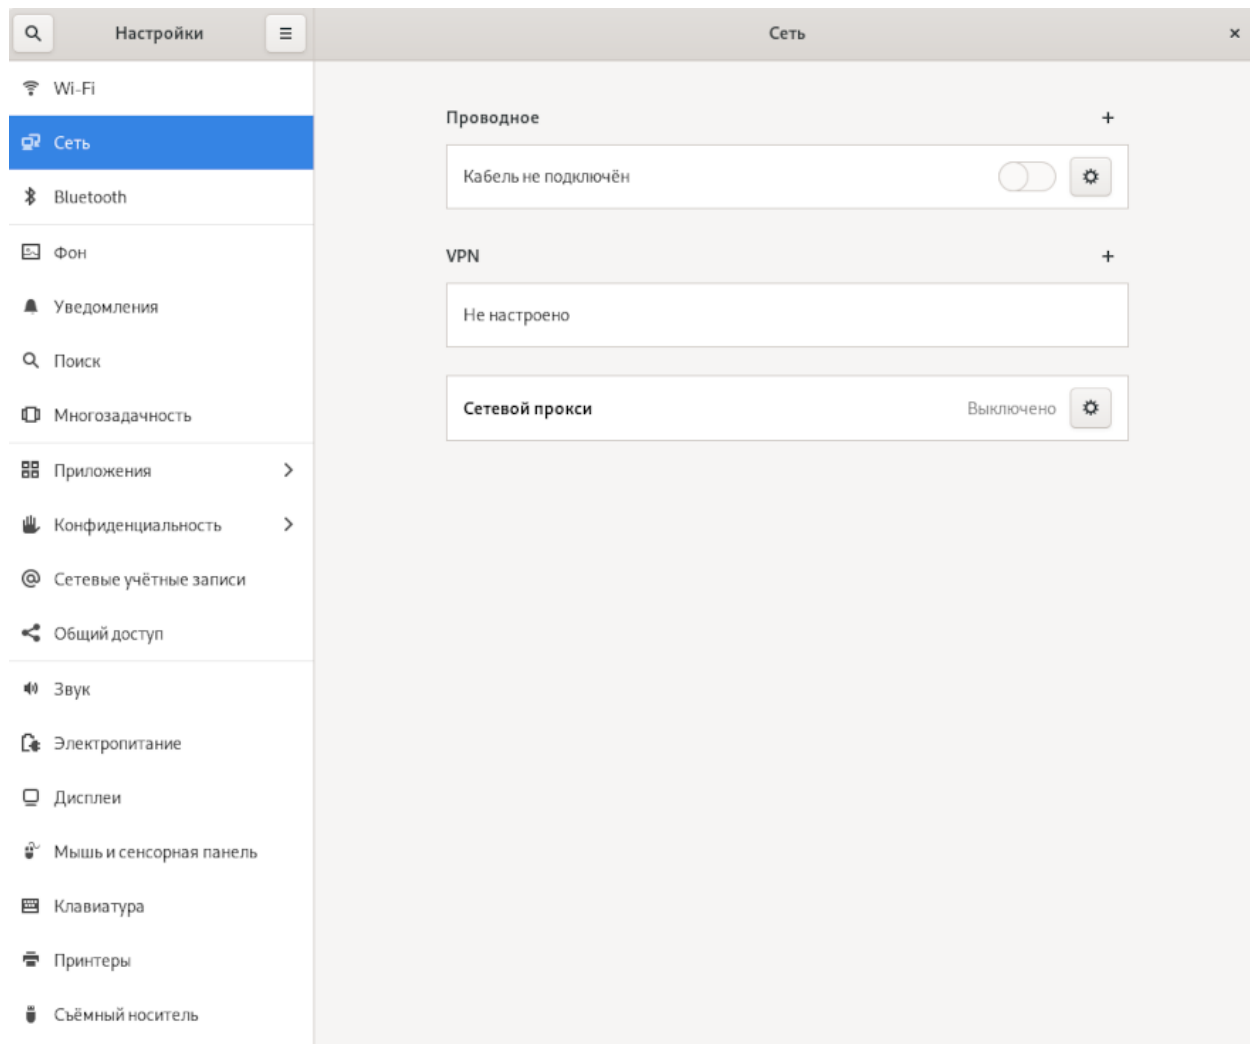 Настройки
Сеть
Wi-Fi
Сеть
Bluetooth
Фон
Уведомления
Поиск
Многозадачность
Приложения
Конфиденциальность
Сетевые учётные записи
Общий доступ
Звук
Электропитание
Дисплеи
Мышь и сенсорная панель
Клавиатура
Принтеры
Съёмный носитель
Проводное
Кабель не подключён
VPN
Не настроено
Сетевой прокси
Выключено